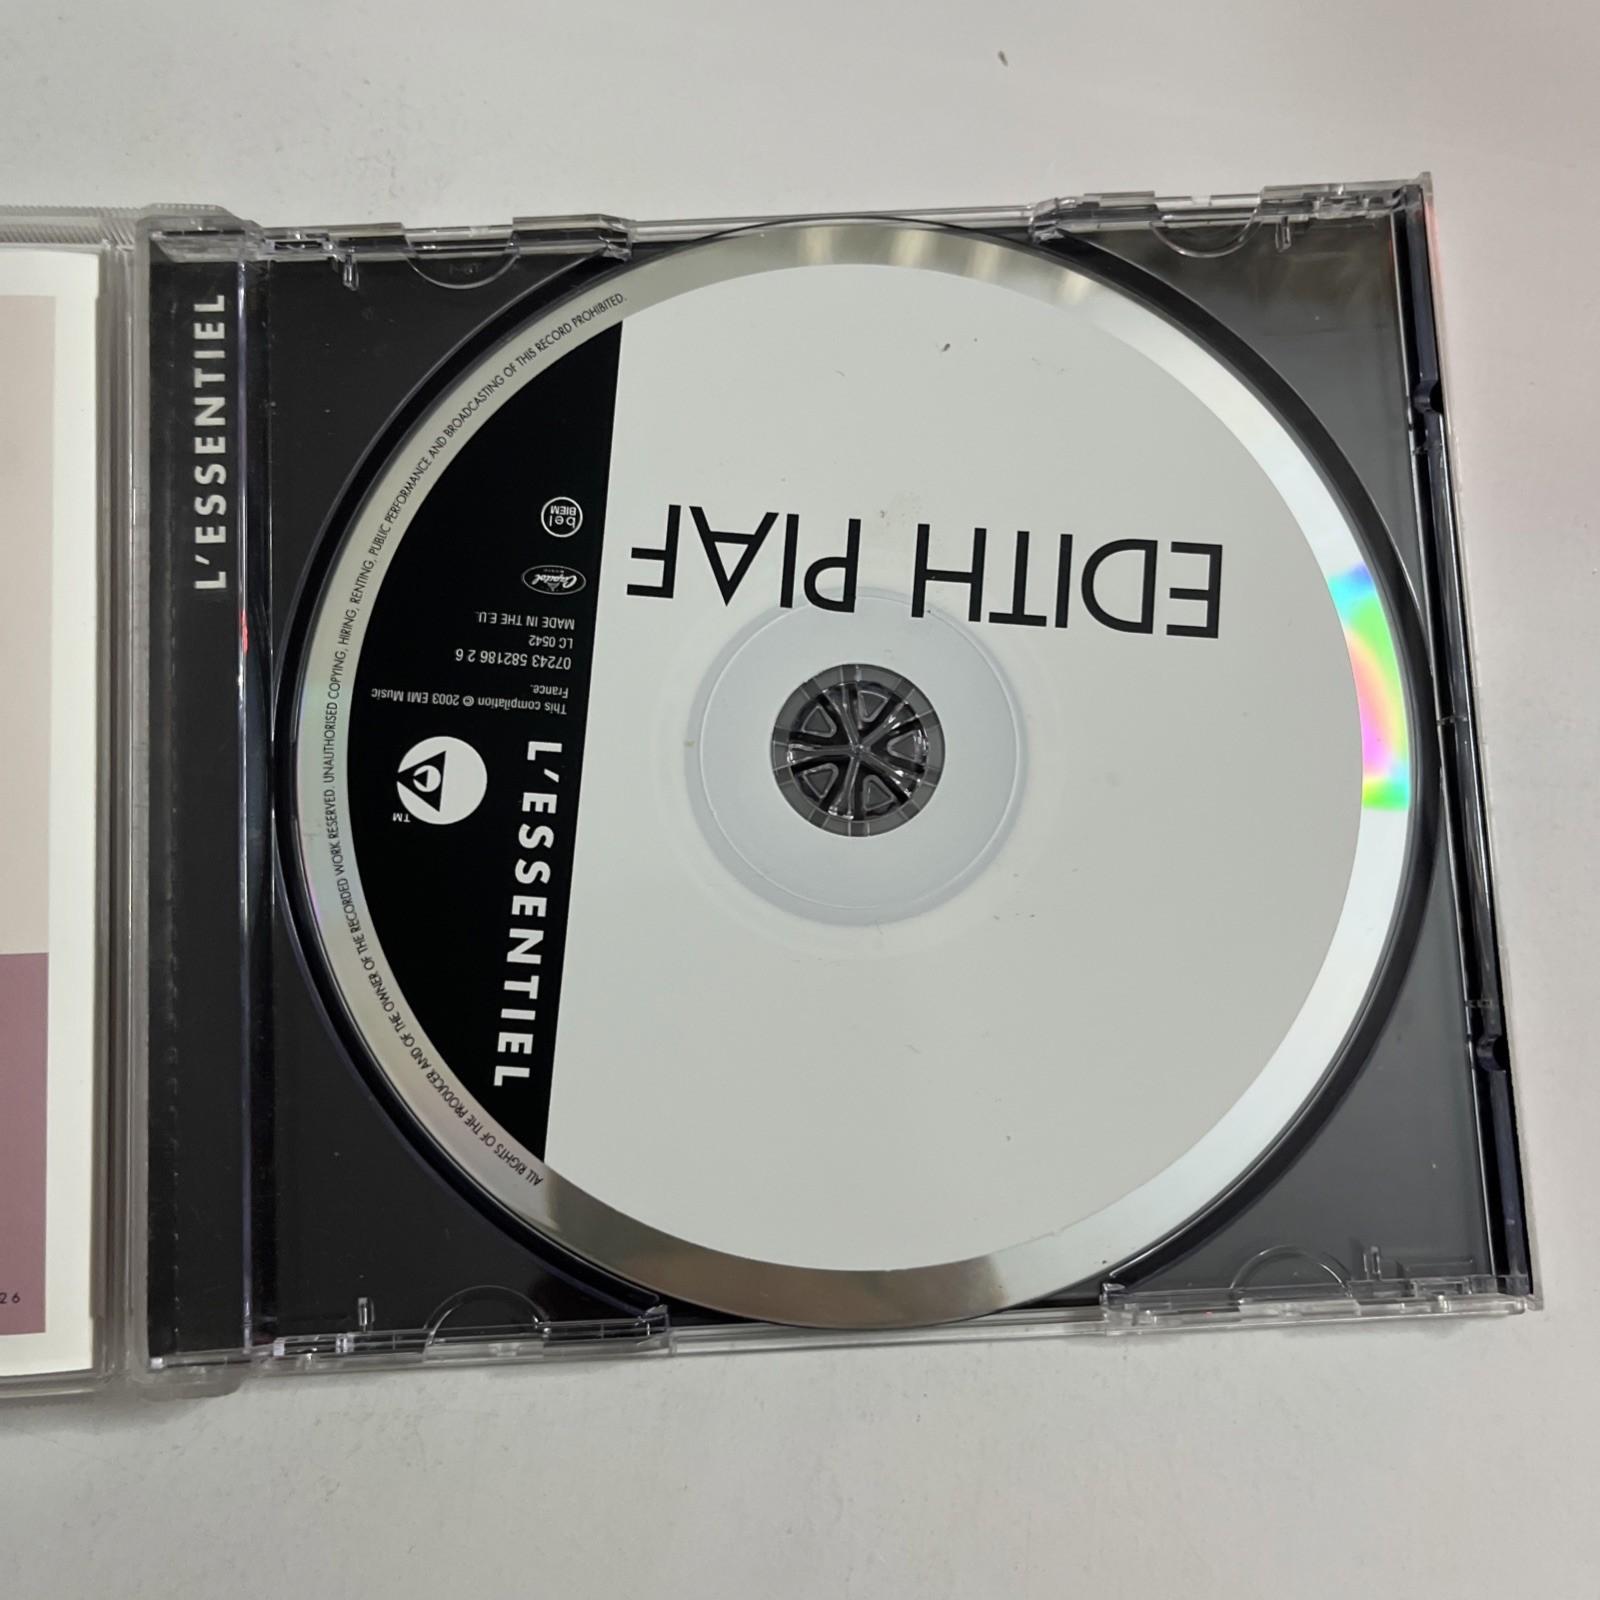 L'ESSENTIEL
EDITH PIAF
bel
BIEM
Capitol
MADE IN THE E.U.
LC 0542
07243 582186 2 6
This compilation © 2003 EMI Music
France.
TM
L'ESSENTIEL
ALL RIGHTS OF THE PRODUCER AND OF THE OWNER OF THE RECORDED WORK RESERVED. UNAUTHORISED COPYING, HIRING, RENTING, PUBLIC PERFORMANCE AND BROADCASTING OF THIS RECORD PROHIBITED.
26